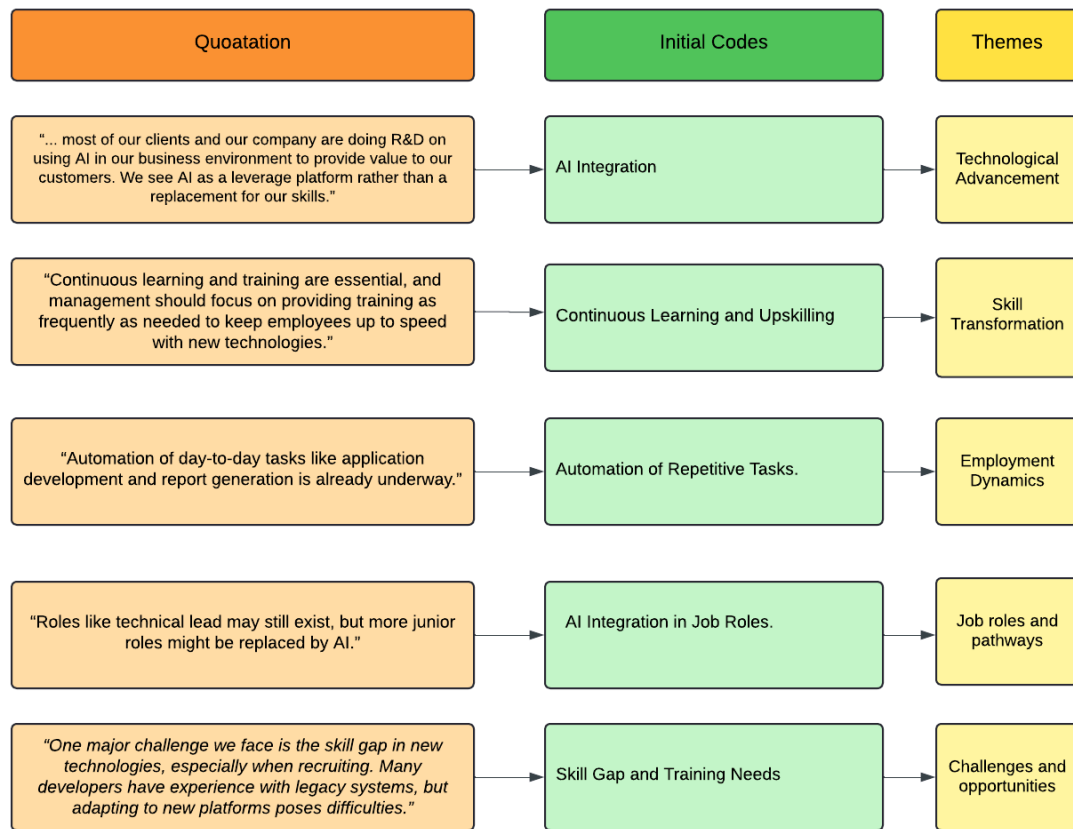 Quoatation
Initial Codes
Themes
“... most of our clients and our company are doing R&D on
using AI in our business environment to provide value to our
customers. We see AI as a leverage platform rather than a
replacement for our skills.”
AI Integration
Technological
Advancement
“Continuous learning and training are essential, and
management should focus on providing training as
frequently as needed to keep employees up to speed
with new technologies.”
Continuous Learning and Upskilling
Skill
Transformation
“Automation of day-to-day tasks like application
development and report generation is already underway.”
Automation of Repetitive Tasks.
Employment
Dynamics
“Roles like technical lead may still exist, but more junior
roles might be replaced by AI.”
AI Integration in Job Roles.
Job roles and
pathways
“One major challenge we face is the skill gap in new
technologies, especially when recruiting. Many
developers have experience with legacy systems, but
adapting to new platforms poses difficulties.”
Skill Gap and Training Needs
Challenges and
opportunities